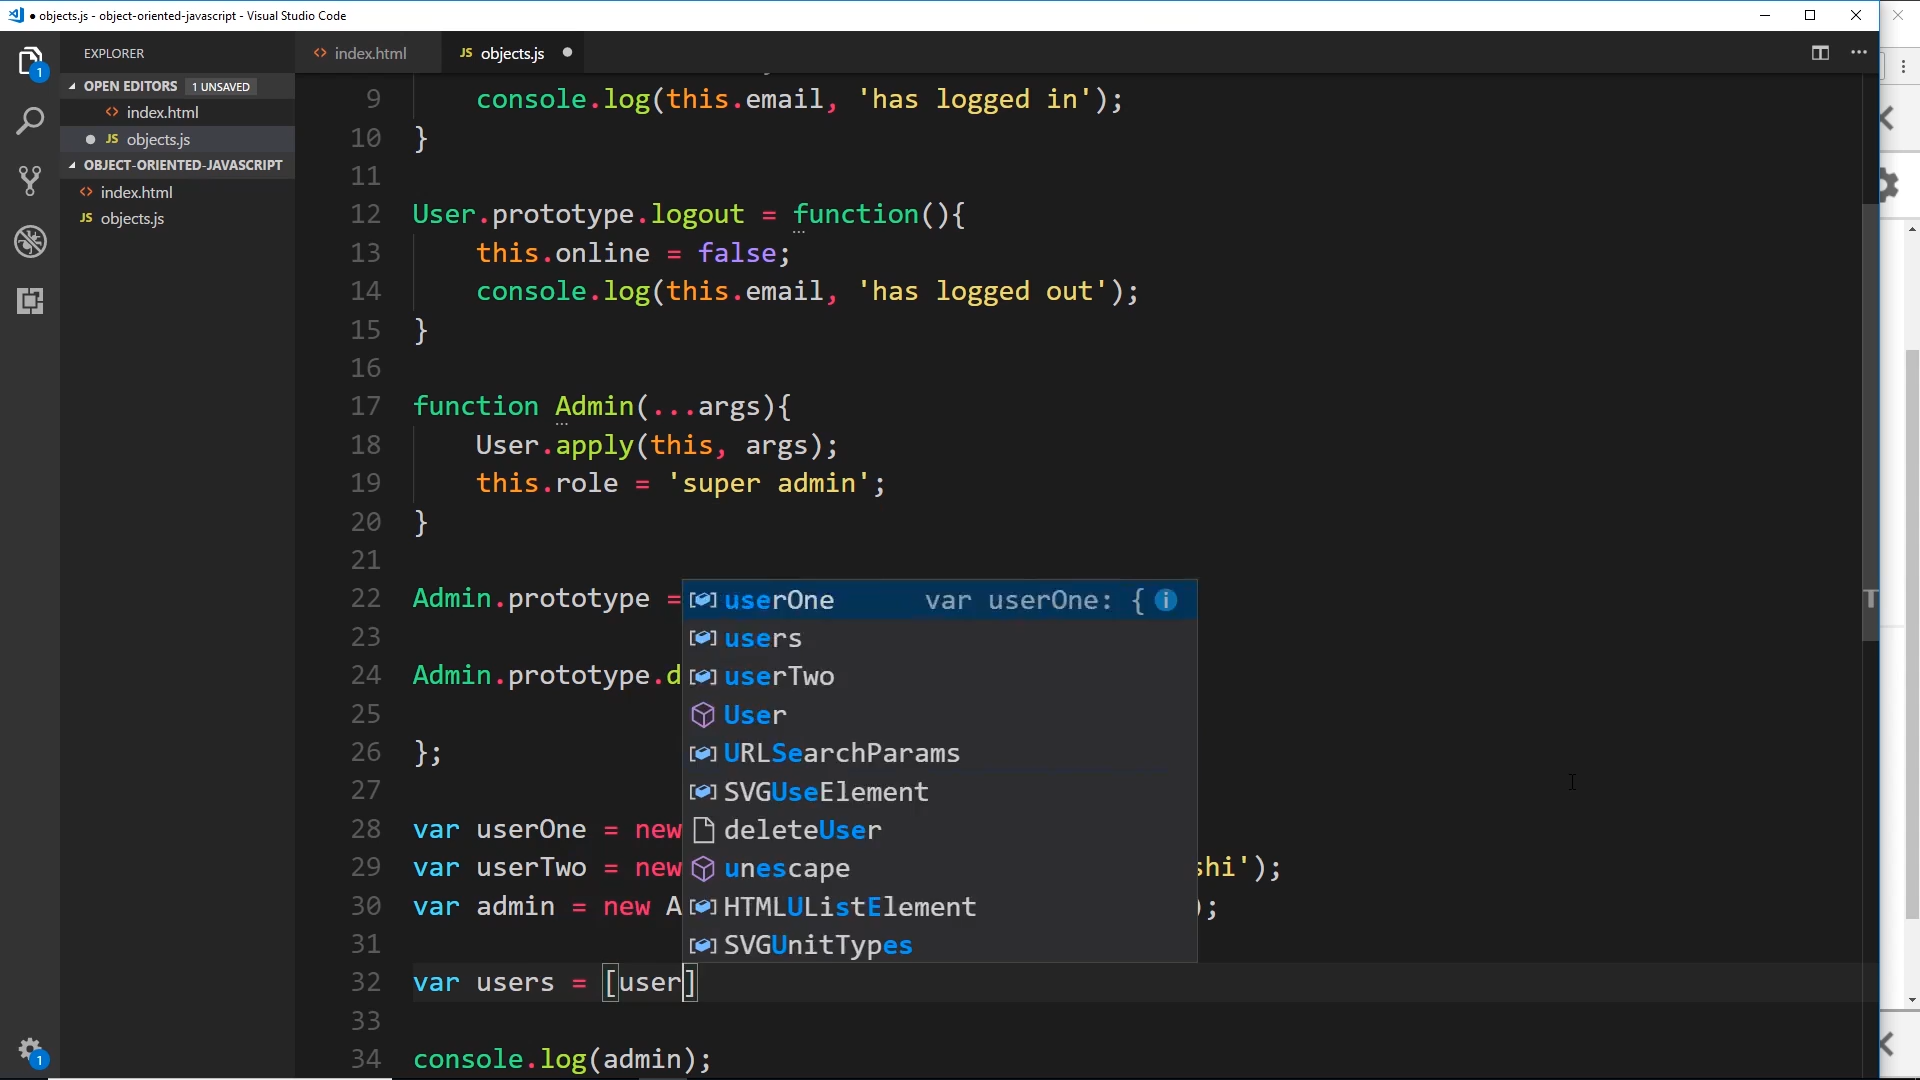 objects.js - object-oriented-javascript - Visual Studio Code
EXPLORER
OPEN EDITORS 1 UNSAVED
index.html
JS objects.js
OBJECT-ORIENTED-JAVASCRIPT
index.html
JS objects.js
1
1
index.html
JS objects.js
9 console.log(this.email, 'has logged in');
10 }
11
12 User.prototype.logout = function(){
13 this.online = false;
14 console.log(this.email, 'has logged out');
15 }
16
17 function Admin(...args){
18 User.apply(this, args);
19 this.role = 'super admin';
20 }
21
22 Admin.prototype =
23
24 Admin.prototype.d
25
26 };
27
28 var userOne = new
29 var userTwo = new shi');
30 var admin = new A );
31
32 var users = [user]
33
34 console.log(admin);
userOne var userOne: {
users
userTwo
User
URLSearchParams
SVGUseElement
deleteUser
unescape
HTMLUListElement
SVGUnitTypes